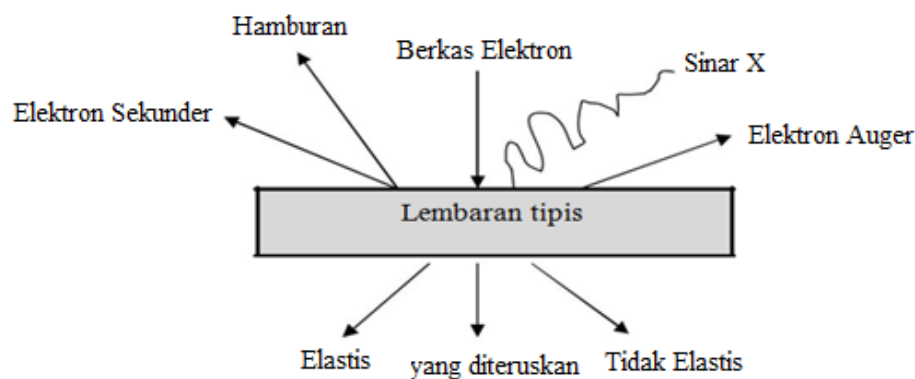 Hamburan
Berkas Elektron
Sinar X
Elektron Sekunder
Elektron Auger
Lembaran tipis
Elastis
yang diteruskan
Tidak Elastis